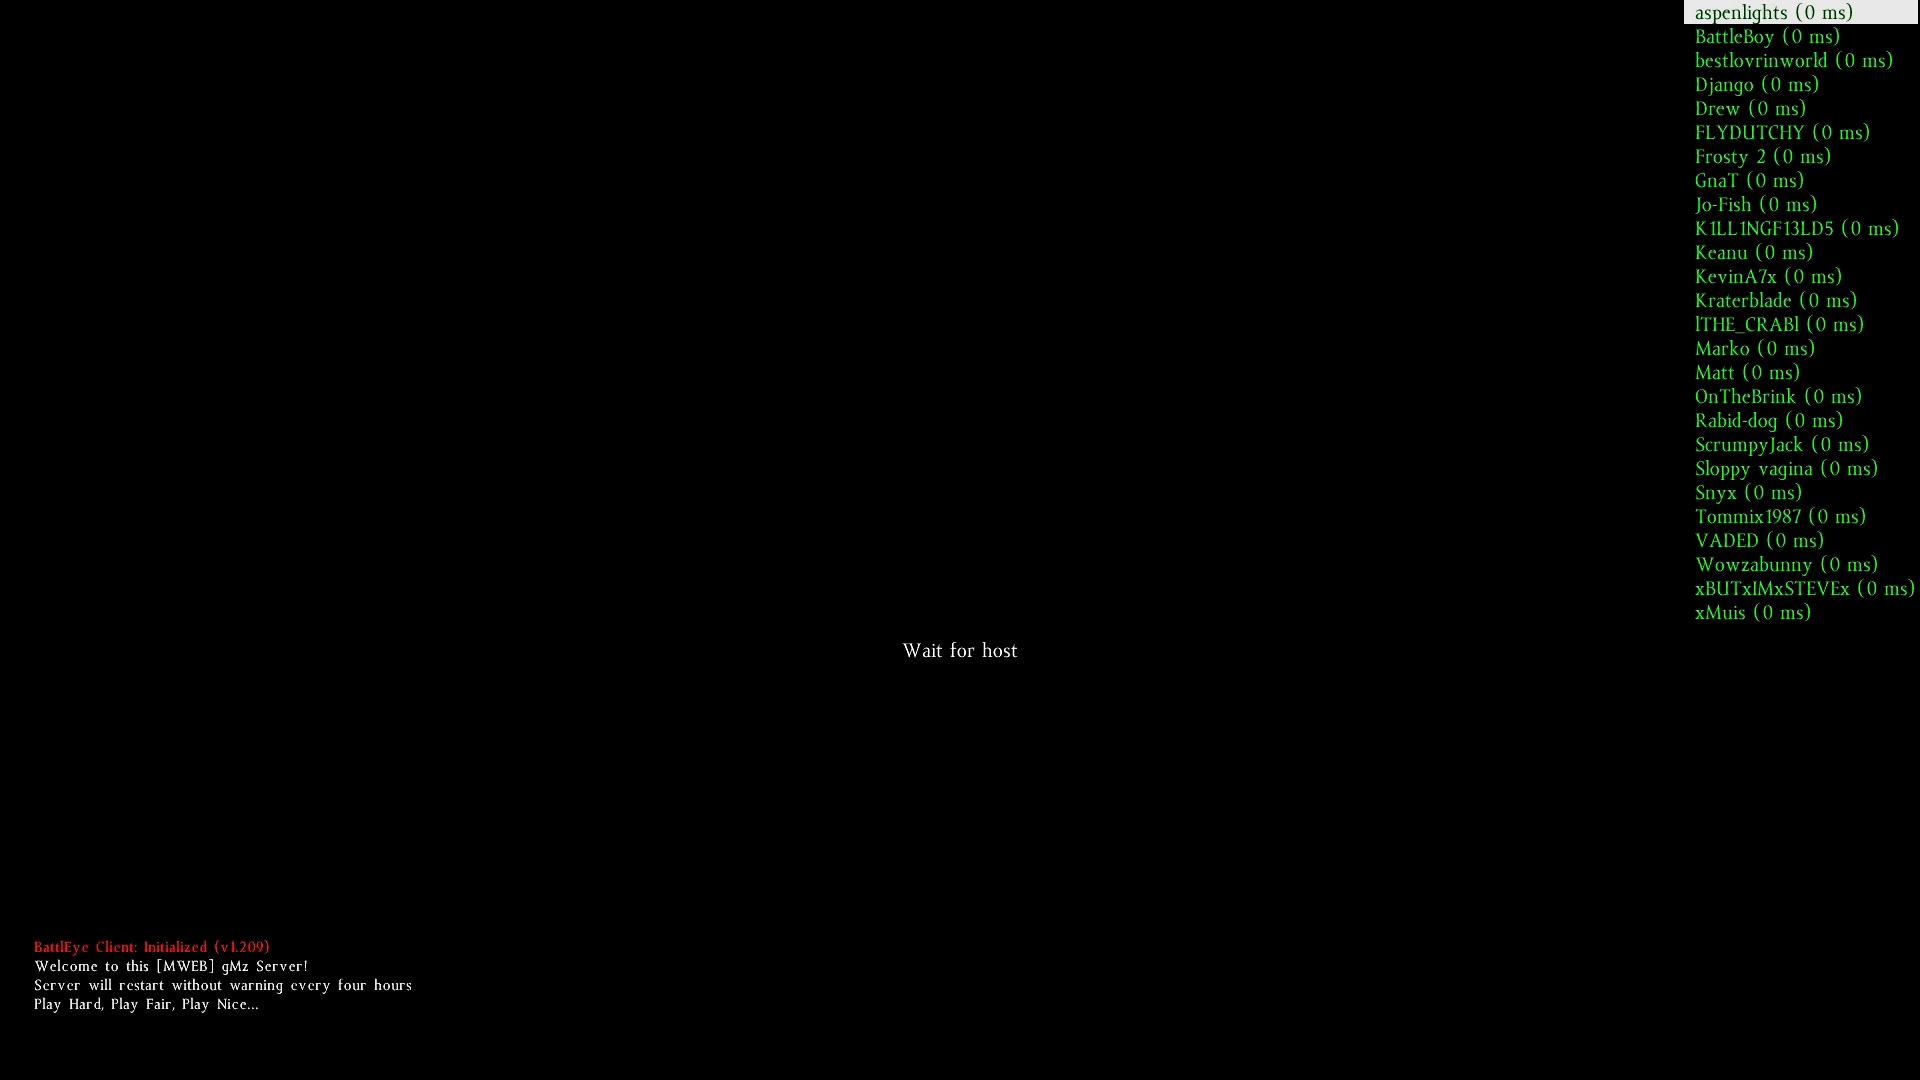 aspenlights (0 ms)
BattleBoy (0 ms)
bestlovrinworld (0 ms)
Django (0 ms)
Drew (0 ms)
FLYDUTCHY (0 ms)
Frosty 2 (0 ms)
GnaT (0 ms)
Jo-Fish (0 ms)
K1LL1NGF13LD5 (0 ms)
Keanu (0 ms)
KevinA7x (0 ms)
Kraterblade (0 ms)
lTHE_CRABl (0 ms)
Marko (0 ms)
Matt (0 ms)
OnTheBrink (0 ms)
Rabid-dog (0 ms)
ScrumpyJack (0 ms)
Sloppy vagina (0 ms)
Snyx (0 ms)
Tommix1987 (0 ms)
VADED (0 ms)
Wowzabunny (0 ms)
xBUTxIMxSTEVEx (0 ms)
xMuis (0 ms)
Wait for host
BattlEye Client: Initialized (v1.209)
Welcome to this [MWEB] gMz Server!
Server will restart without warning every four hours
Play Hard, Play Fair, Play Nice...